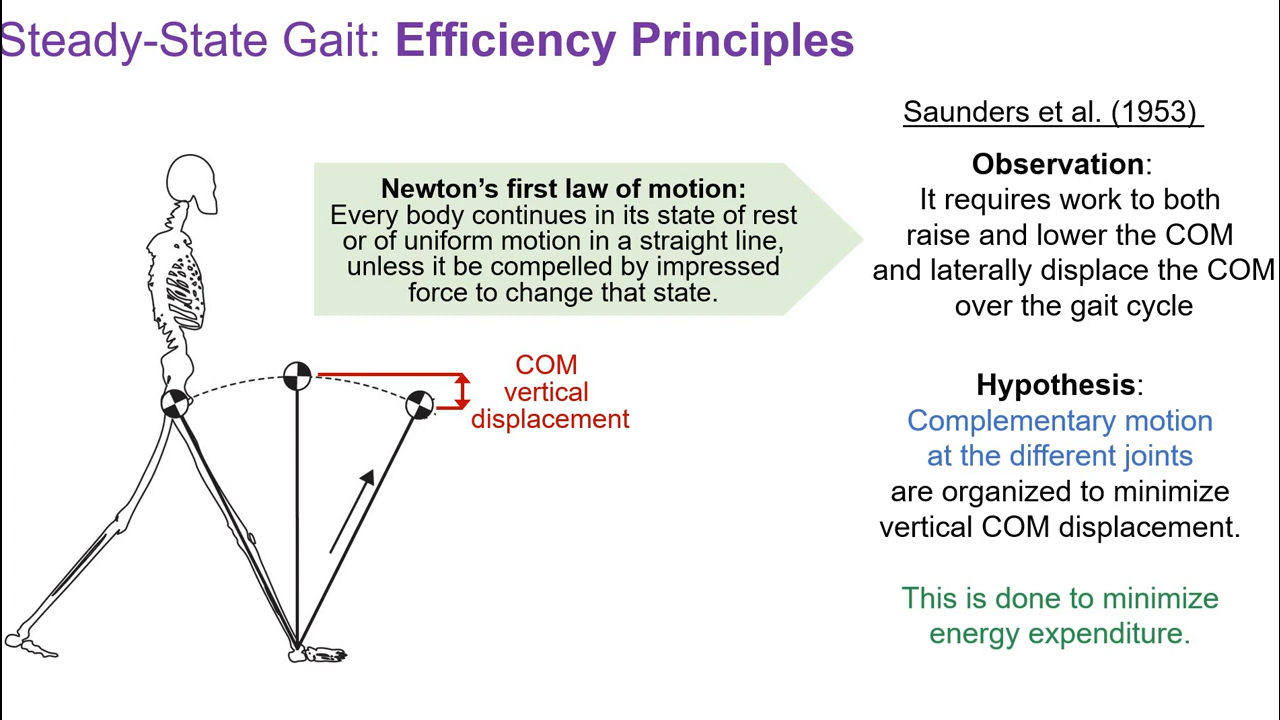 Steady-State Gait: Efficiency Principles
Saunders et al. (1953)
Newton’s first law of motion:
Every body continues in its state of rest
or of uniform motion in a straight line,
unless it be compelled by impressed
force to change that state.
Observation:
It requires work to both
raise and lower the COM
and laterally displace the COM
over the gait cycle
COM
vertical
displacement
Hypothesis:
Complementary motion
at the different joints
are organized to minimize
vertical COM displacement.
This is done to minimize
energy expenditure.